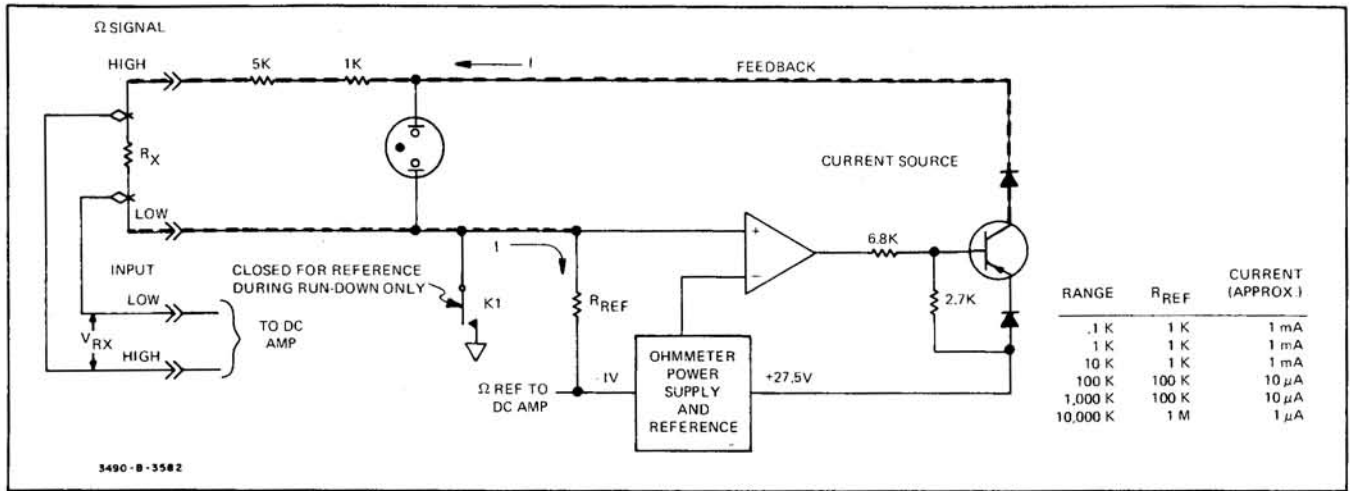 Ω SIGNAL
HIGH
5K
1K
I
FEEDBACK
RX
CURRENT SOURCE
LOW
+
−
6.8K
I
INPUT
CLOSED FOR REFERENCE
DURING RUN-DOWN ONLY
K1
RREF
2.7K
LOW
VRX
TO DC
AMP
HIGH
Ω REF TO
DC AMP
-1V
OHMMETER
POWER
SUPPLY
AND
REFERENCE
+27.5V
RANGE RREF CURRENT (APPROX.)
.1 K 1 K 1 mA
1 K 1 K 1 mA
10 K 1 K 1 mA
100 K 100 K 10 μA
1,000 K 100 K 10 μA
10,000 K 1 M 1 μA
3490-B-3582